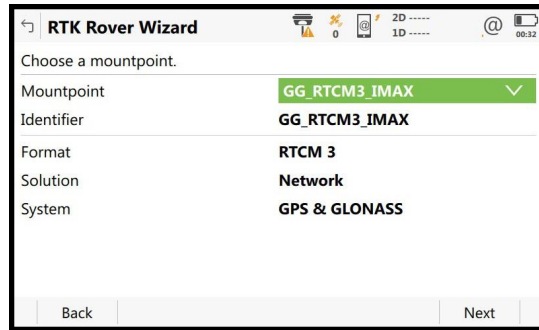 RTK Rover Wizard 0 @ 2D ----- 1D ----- @ 00:32
Choose a mountpoint.
Mountpoint GG_RTCM3_IMAX
Identifier GG_RTCM3_IMAX
Format RTCM 3
Solution Network
System GPS & GLONASS
Back Next